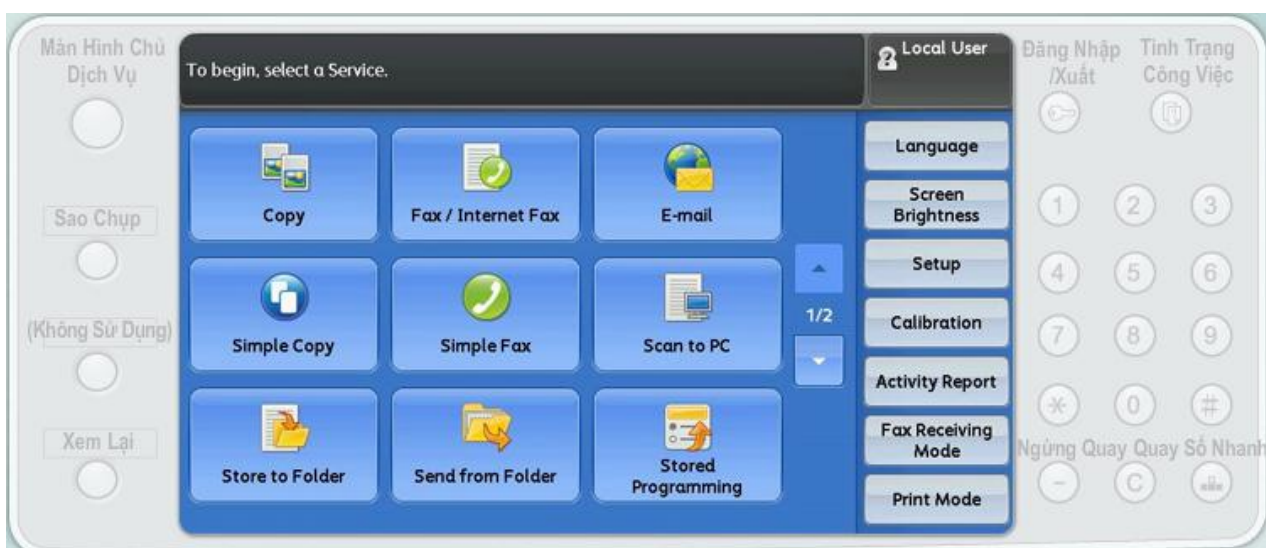 Màn Hình Chủ
Dịch Vụ
To begin, select a Service.
Local User
Đăng Nhập
/Xuất
Tình Trạng
Công Việc
Copy
Fax / Internet Fax
E-mail
Language
Screen
Brightness
Sao Chụp
1
2
3
Setup
4
5
6
1/2
(Không Sử Dụng)
Simple Copy
Simple Fax
Scan to PC
Calibration
7
8
9
Activity Report
*
0
#
Xem Lại
Fax Receiving
Mode
Ngừng Quay
Quay Số Nhanh
Store to Folder
Send from Folder
Stored
Programming
Print Mode
-
C